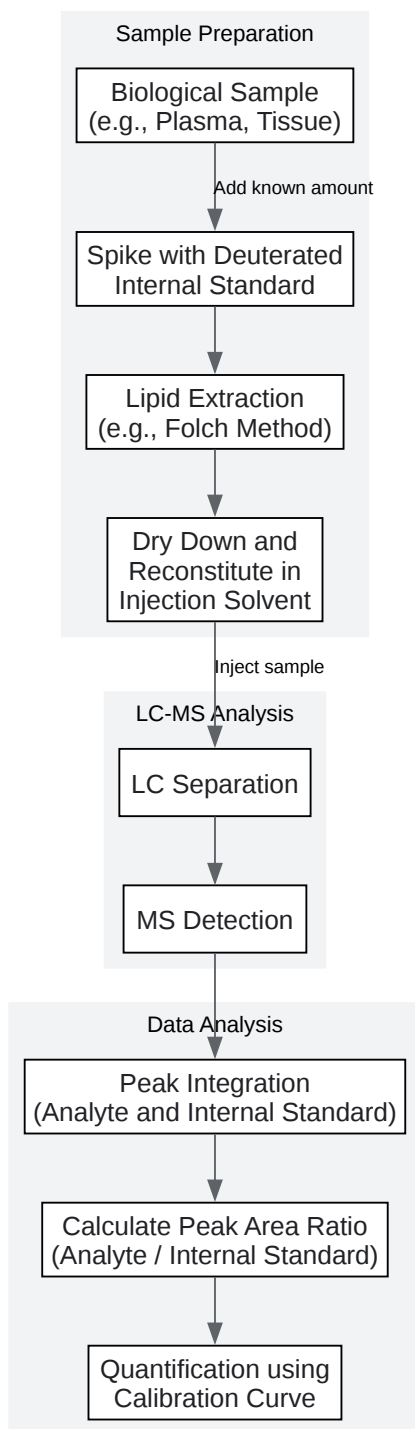 Sample Preparation
Biological Sample
(e.g., Plasma, Tissue)
Add known amount
Spike with Deuterated
Internal Standard
Lipid Extraction
(e.g., Folch Method)
Dry Down and
Reconstitute in
Injection Solvent
Inject sample
LC-MS Analysis
LC Separation
MS Detection
Data Analysis
Peak Integration
(Analyte and Internal Standard)
Calculate Peak Area Ratio
(Analyte / Internal Standard)
Quantification using
Calibration Curve